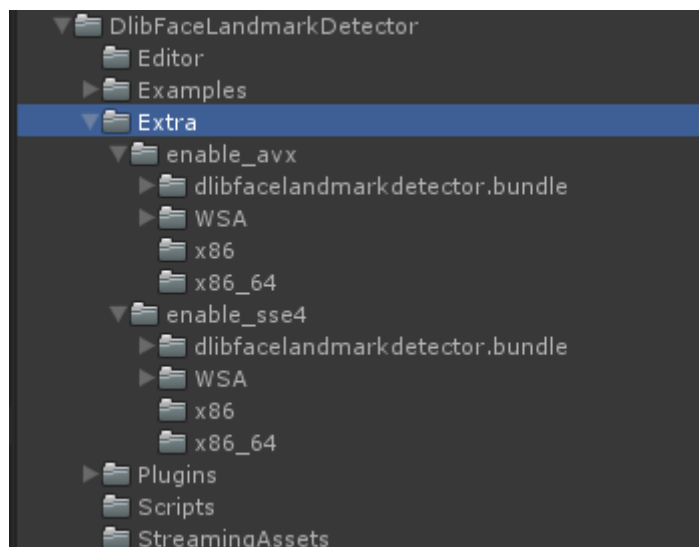 DlibFaceLandmarkDetector
Editor
Examples
Extra
enable_avx
dlibfacelandmarkdetector.bundle
WSA
x86
x86_64
enable_sse4
dlibfacelandmarkdetector.bundle
WSA
x86
x86_64
Plugins
Scripts
StreamingAssets